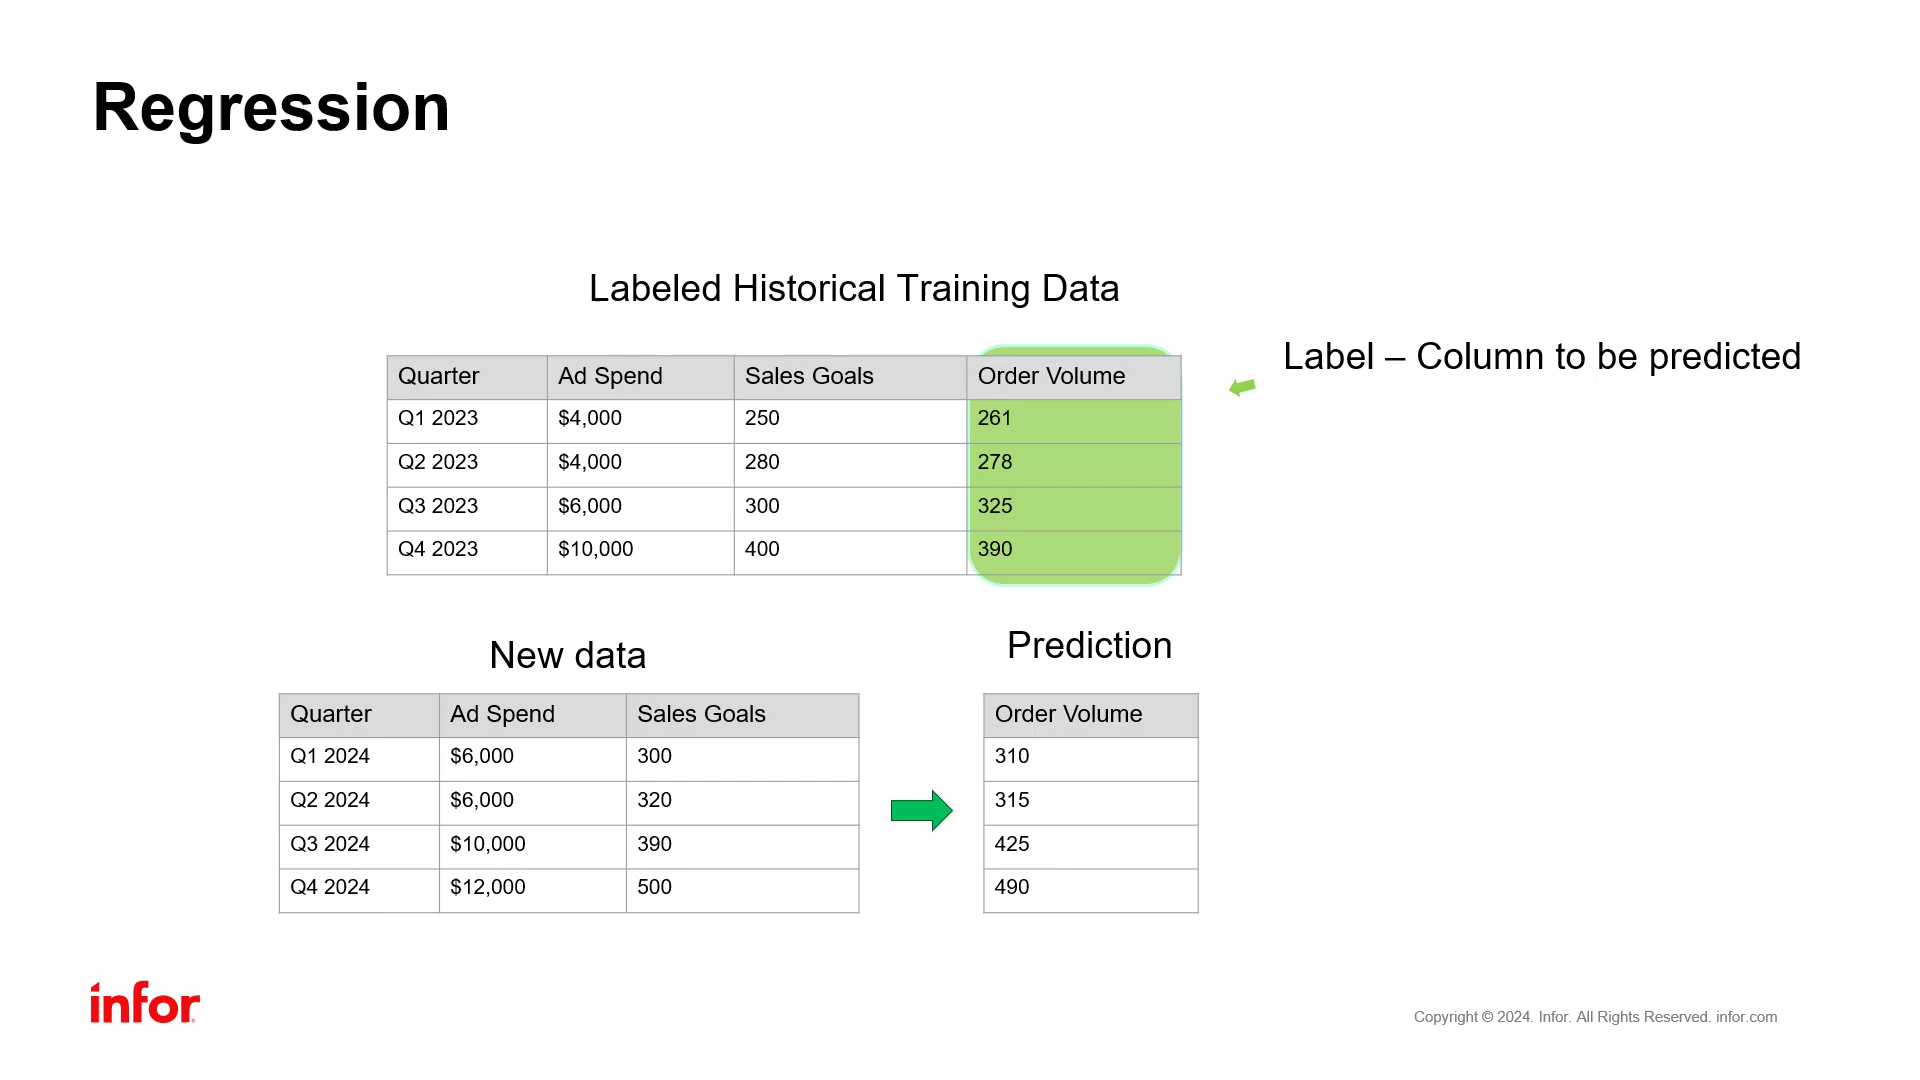 Regression
Labeled Historical Training Data
Label – Column to be predicted
Quarter Ad Spend Sales Goals Order Volume
Q1 2023 $4,000 250 261
Q2 2023 $4,000 280 278
Q3 2023 $6,000 300 325
Q4 2023 $10,000 400 390
New data
Prediction
Quarter Ad Spend Sales Goals Order Volume
Q1 2024 $6,000 300 310
Q2 2024 $6,000 320 315
Q3 2024 $10,000 390 425
Q4 2024 $12,000 500 490
infor
Copyright © 2024. Infor. All Rights Reserved. infor.com